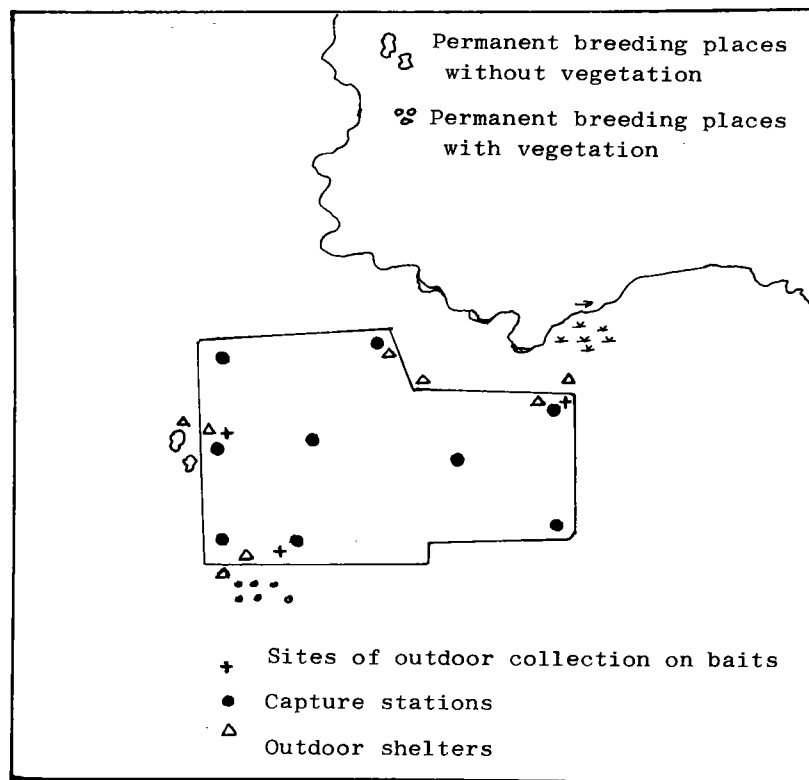 Permanent breeding places
without vegetation
Permanent breeding places
with vegetation
Sites of outdoor collection on baits
Capture stations
Outdoor shelters